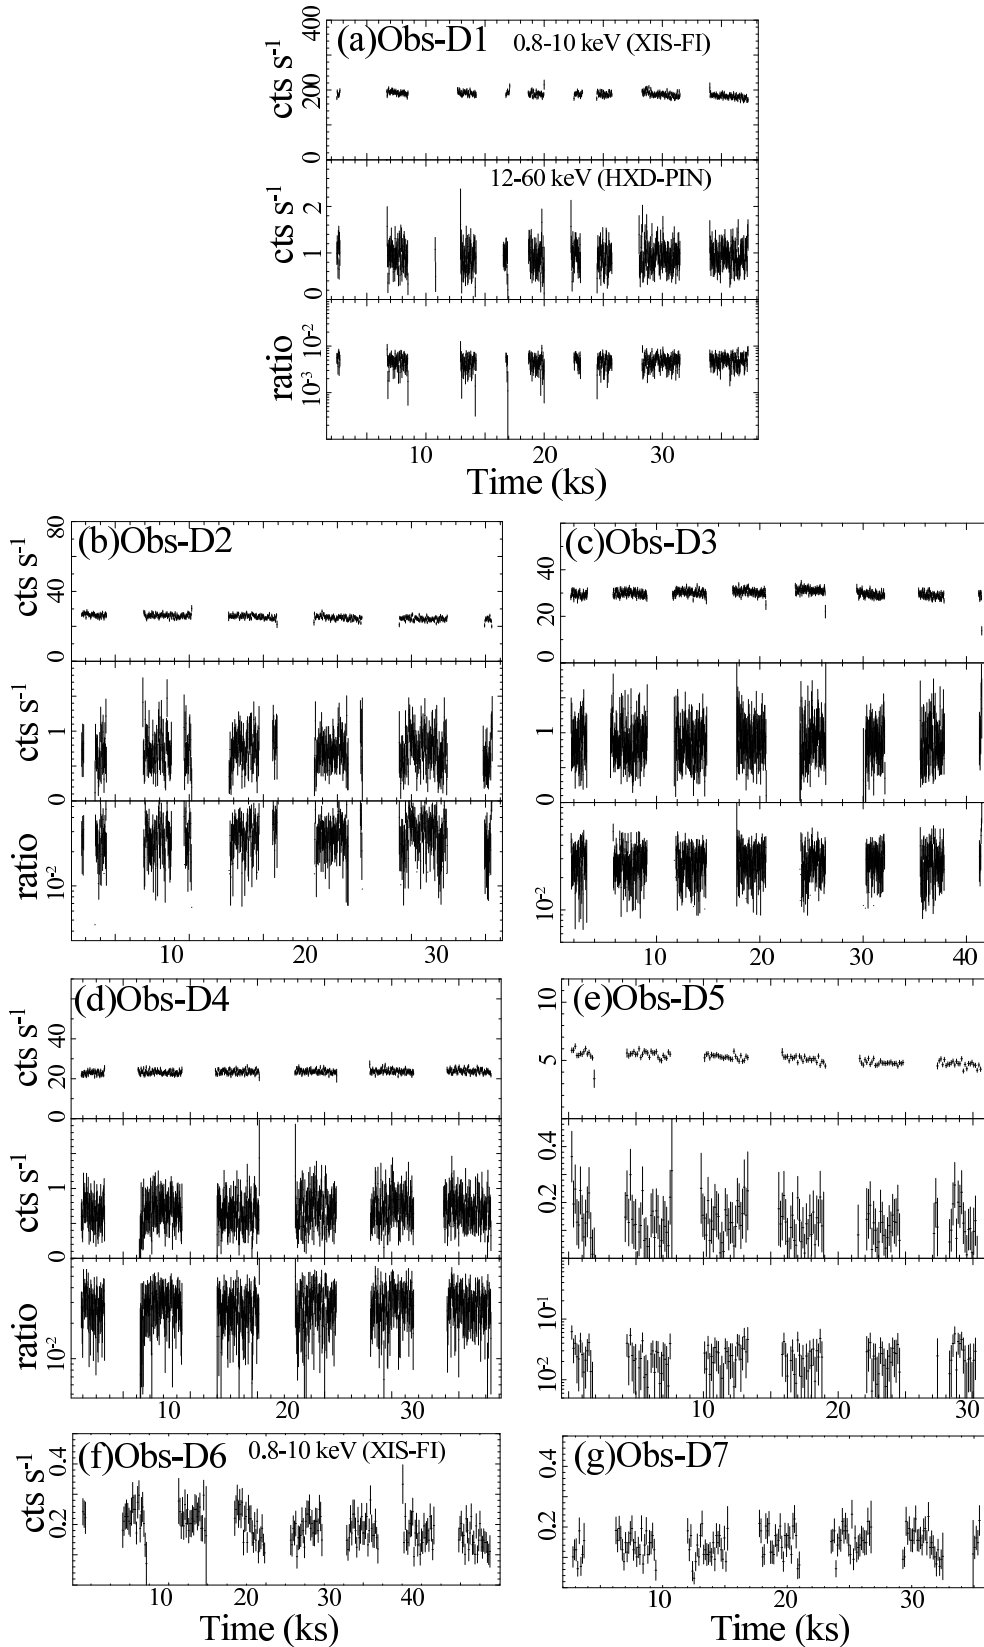 (a)Obs-D1 0.8-10 keV (XIS-FI)
cts s-1
0 200 400
12-60 keV (HXD-PIN)
cts s-1
0 1 2
ratio
10-3 10-2
10 20 30
Time (ks)
(b)Obs-D2
cts s-1
0 40 80
cts s-1
0 1
ratio
10-2
10 20 30
(c)Obs-D3
0 20 40
0 1
10-2
10 20 30 40
(d)Obs-D4
cts s-1
0 20 40
cts s-1
0 1
ratio
10-2
10 20 30
(e)Obs-D5
5 10
0.2 0.4
10-2 10-1
10 20 30
(f)Obs-D6 0.8-10 keV (XIS-FI)
cts s-1
0.2 0.4
10 20 30 40
Time (ks)
(g)Obs-D7
0.2 0.4
10 20 30
Time (ks)